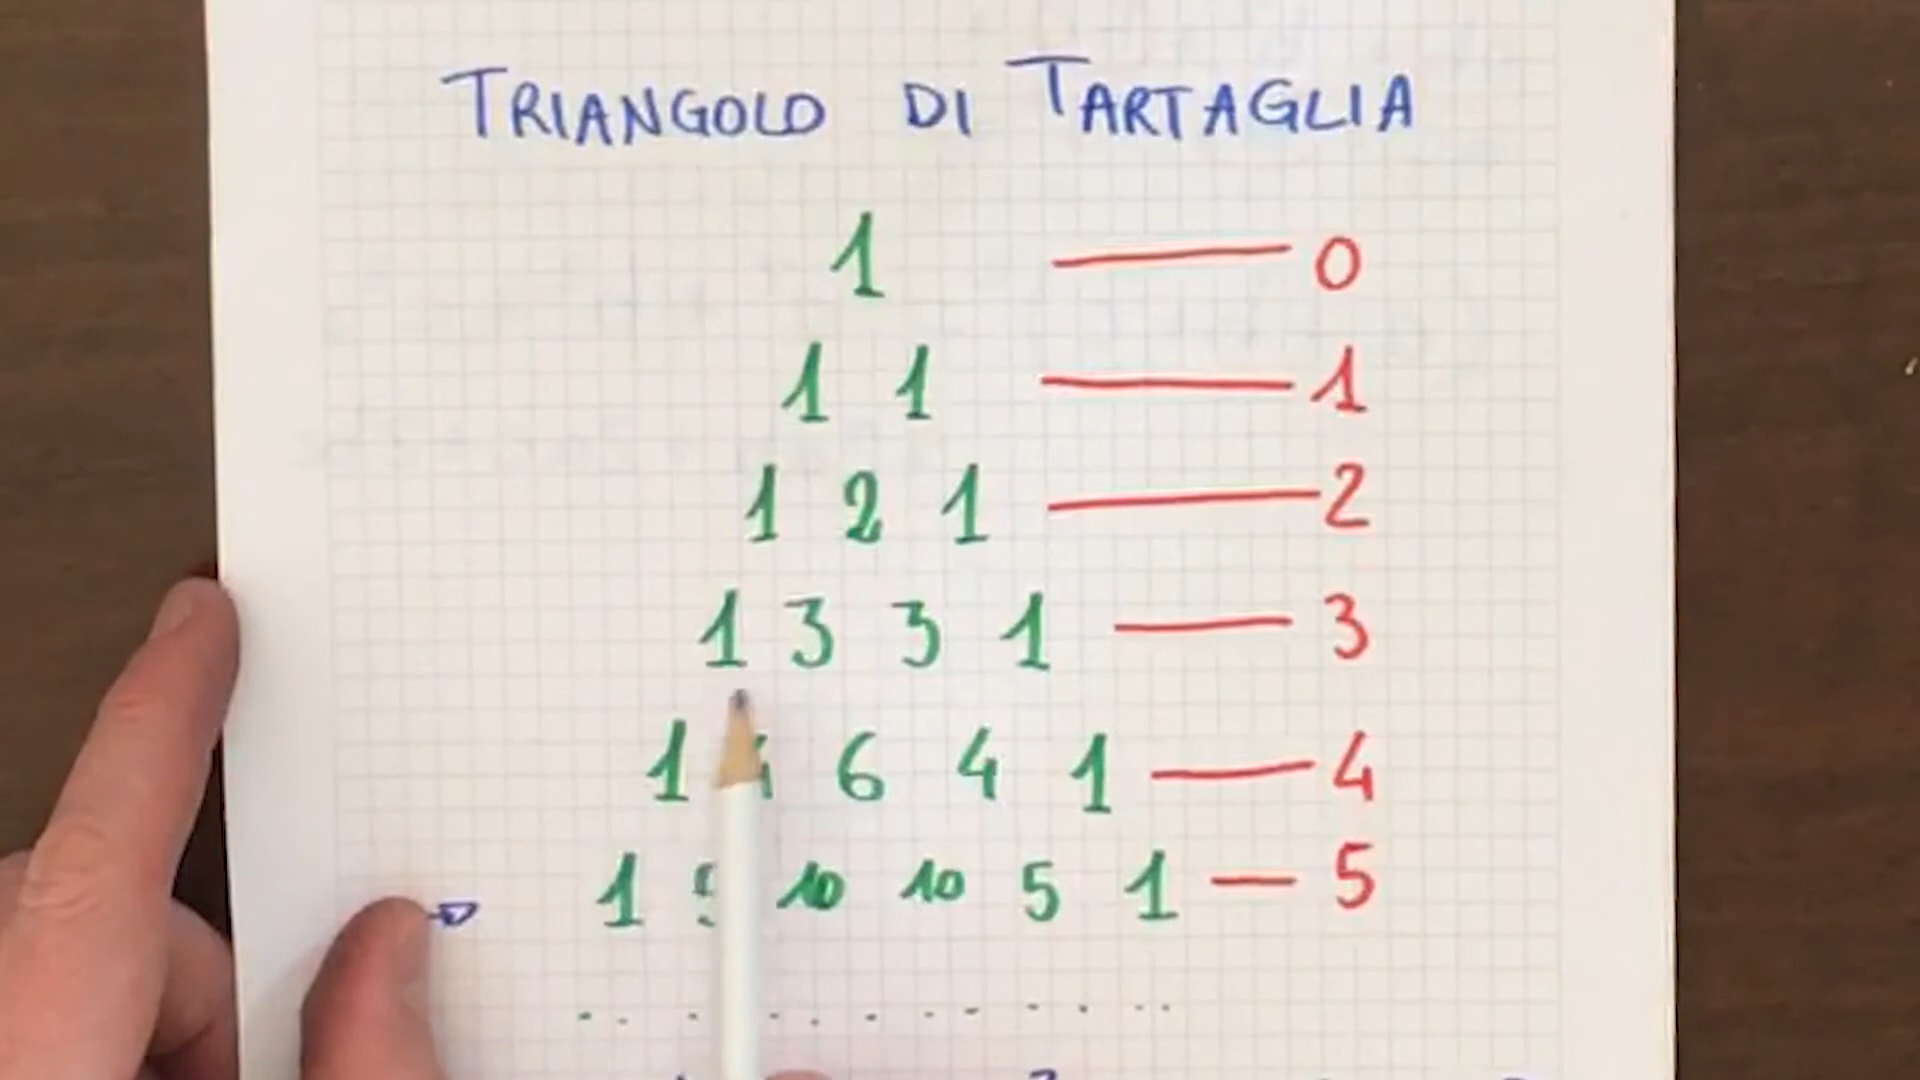 TRIANGOLO DI TARTAGLIA
1 — 0
1 1 — 1
1 2 1 — 2
1 3 3 1 — 3
1 6 4 1 — 4
1 10 10 5 1 — 5